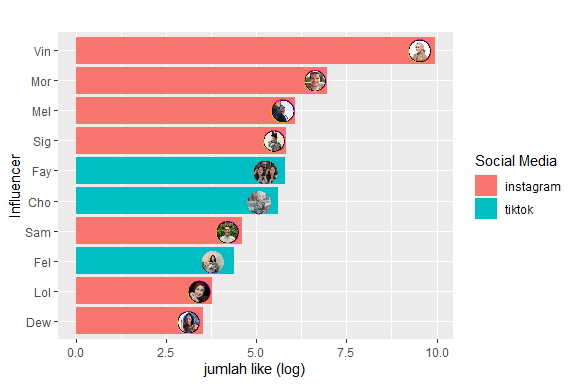 Vin
Mor
Mel
Sig
Fay
Cho
Sam
Fel
Lol
Dew
Influencer
0.0 2.5 5.0 7.5 10.0
jumlah like (log)
Social Media
instagram
tiktok